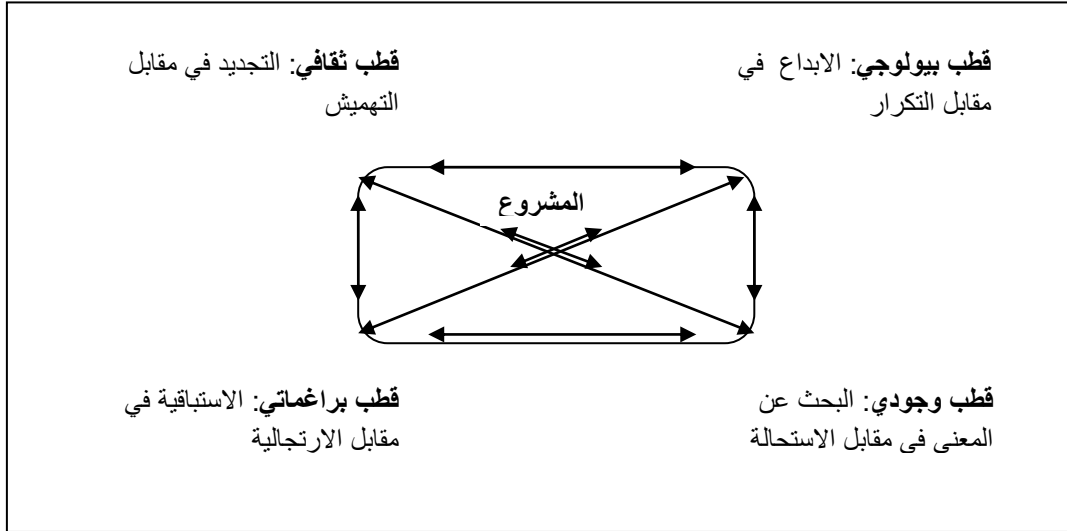 قطب بيولوجي: الابداع في
مقابل التكرار
قطب ثقافي: التجديد في مقابل
التهميش
المشروع
قطب وجودي: البحث عن
المعنى في مقابل الاستحالة
قطب براغماتي: الاستباقية في
مقابل الارتجالية